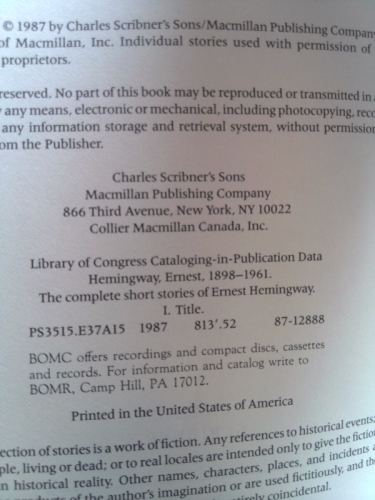 © 1987 by Charles Scribner's Sons/Macmillan Publishing Company
of Macmillan, Inc. Individual stories used with permission of
proprietors.
reserved. No part of this book may be reproduced or transmitted in
any means, electronic or mechanical, including photocopying,
any information storage and retrieval system, without permission
from the Publisher.
Charles Scribner's Sons
Macmillan Publishing Company
866 Third Avenue, New York, NY 10022
Collier Macmillan Canada, Inc.
Library of Congress Cataloging-in-Publication Data
Hemingway, Ernest, 1898–1961.
The complete short stories of Ernest Hemingway.
I. Title.
PS3515.E37A15 1987 813'.52 87-12888
BOMC offers recordings and compact discs, cassettes
and records. For information and catalog write to
BOMR, Camp Hill, PA 17012.
Printed in the United States of America
ection of stories is a work of fiction. Any references to historical events;
ple, living or dead; or to real locales are intended only to give the fiction
in historical reality. Other names, characters, places, and incidents
products of the author's imagination or are used fictitiously, and
entirely coincidental.